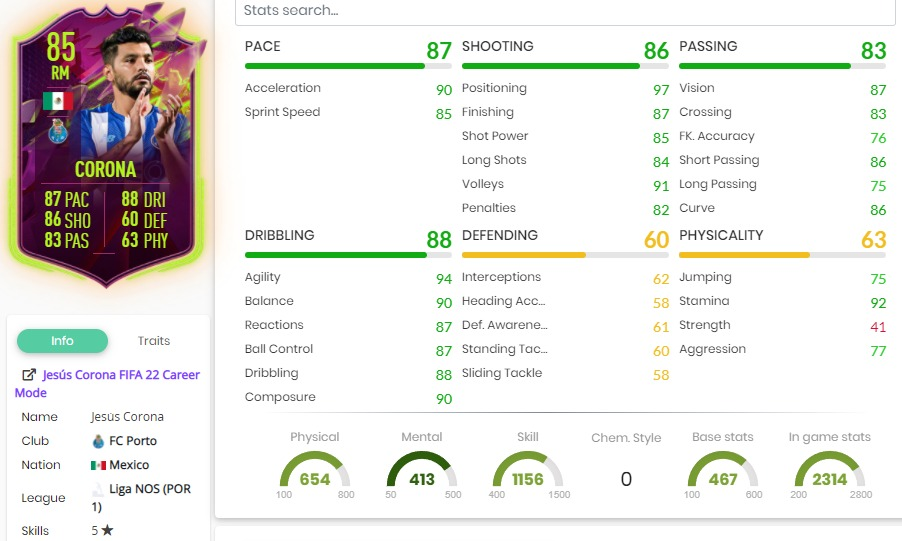 85
RM
CORONA
87 PAC 88 DRI
86 SHO 60 DEF
83 PAS 63 PHY
Info Traits
Jesús Corona FIFA 22 Career
Mode
Name Jesús Corona
Club FC Porto
Nation Mexico
League Liga NOS (POR
1)
Skills 5 ★
Stats search...
PACE 87
Acceleration 90
Sprint Speed 85
SHOOTING 86
Positioning 97
Finishing 87
Shot Power 85
Long Shots 84
Volleys 91
Penalties 82
PASSING 83
Vision 87
Crossing 83
FK. Accuracy 76
Short Passing 86
Long Passing 75
Curve 86
DRIBBLING 88
Agility 94
Balance 90
Reactions 87
Ball Control 87
Dribbling 88
Composure 90
DEFENDING 60
Interceptions 62
Heading Acc... 58
Def. Awarene... 61
Standing Tac... 60
Sliding Tackle 58
PHYSICALITY 63
Jumping 75
Stamina 92
Strength 41
Aggression 77
Physical
654
100 800
Mental
413
50 500
Skill
1156
400 1500
Chem. Style
0
Base stats
467
100 600
In game stats
2314
200 2800